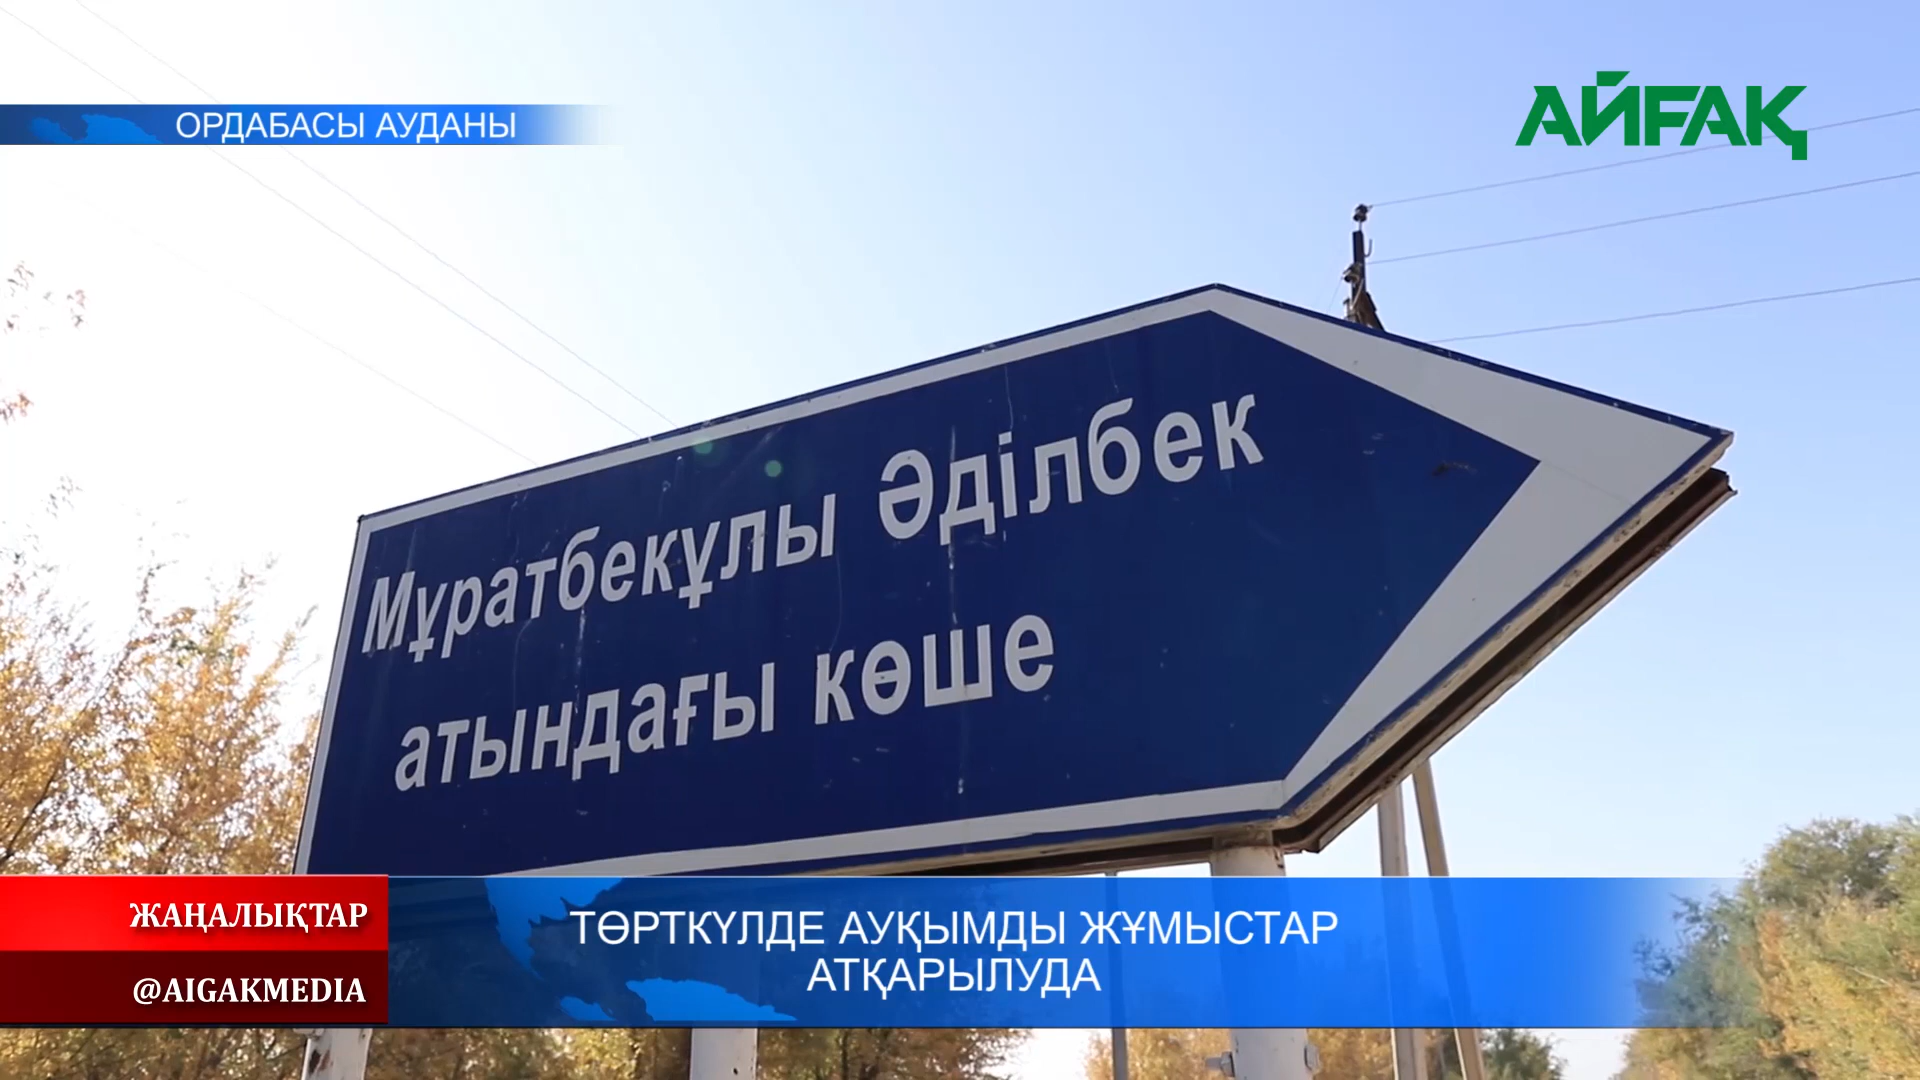 ОРДАБАСЫ АУДАНЫ
АЙҒАҚ
Мұратбекұлы Әділбек
атындағы көше
ЖАҢАЛЫҚТАР
@AIGAKMEDIA
ТӨРТКҮЛДЕ АУҚЫМДЫ ЖҰМЫСТАР
АТҚАРЫЛУДА